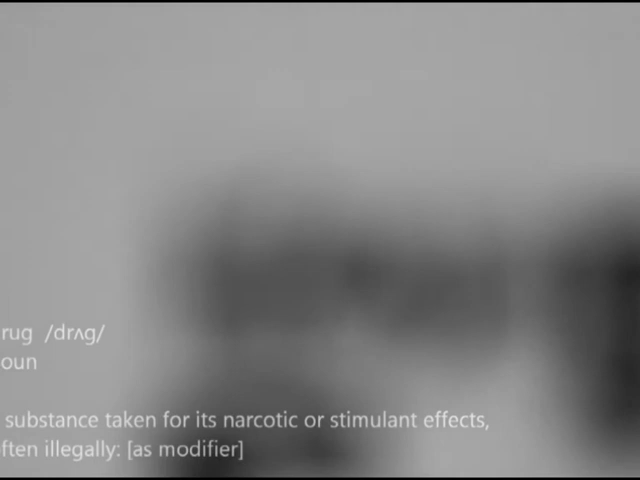 rug /drʌg/
oun
substance taken for its narcotic or stimulant effects,
ften illegally: [as modifier]